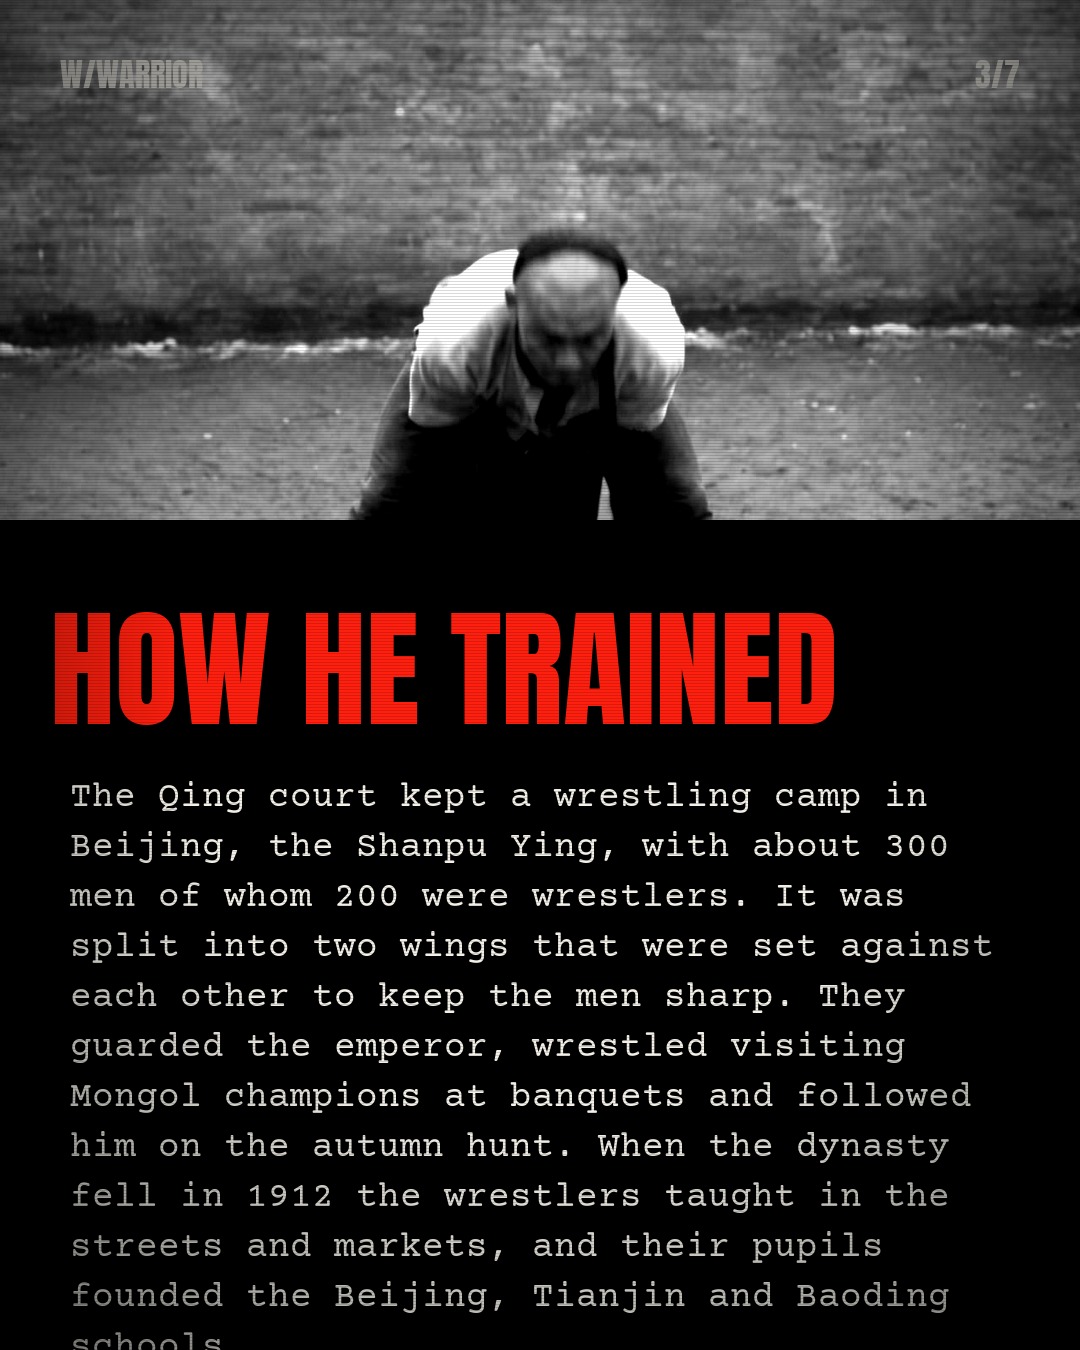 W/WARRIOR
3/7
HOW HE TRAINED
The Qing court kept a wrestling camp in
Beijing, the Shanpu Ying, with about 300
men of whom 200 were wrestlers. It was
split into two wings that were set against
each other to keep the men sharp. They
guarded the emperor, wrestled visiting
Mongol champions at banquets and followed
him on the autumn hunt. When the dynasty
fell in 1912 the wrestlers taught in the
streets and markets, and their pupils
founded the Beijing, Tianjin and Baoding
schools